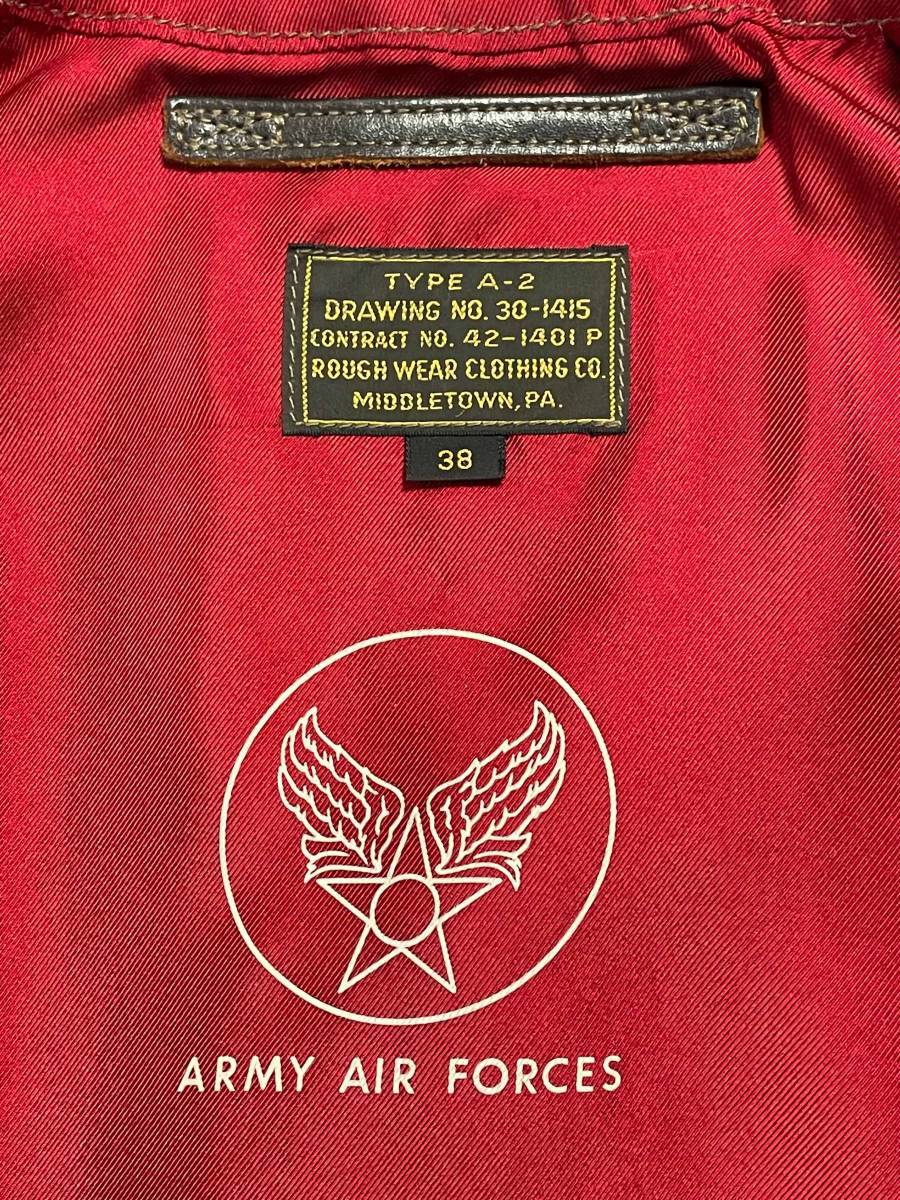 TYPE A-2
DRAWING NO. 30-1415
CONTRACT NO. 42-1401 P
ROUGH WEAR CLOTHING CO.
MIDDLETOWN, PA.
38
ARMY AIR FORCES